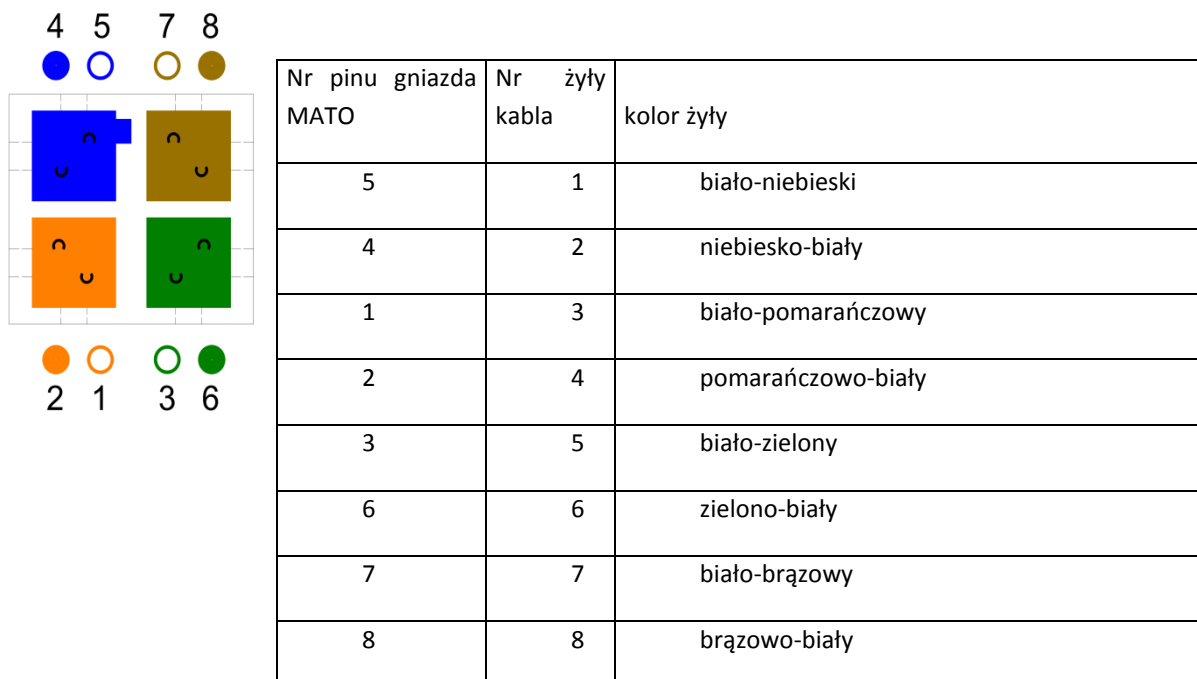 4 5 7 8
2 1 3 6
Nr pinu gniazda MATO Nr żyły kabla kolor żyły
5 1 biało-niebieski
4 2 niebiesko-biały
1 3 biało-pomarańczowy
2 4 pomarańczowo-biały
3 5 biało-zielony
6 6 zielono-biały
7 7 biało-brązowy
8 8 brązowo-biały